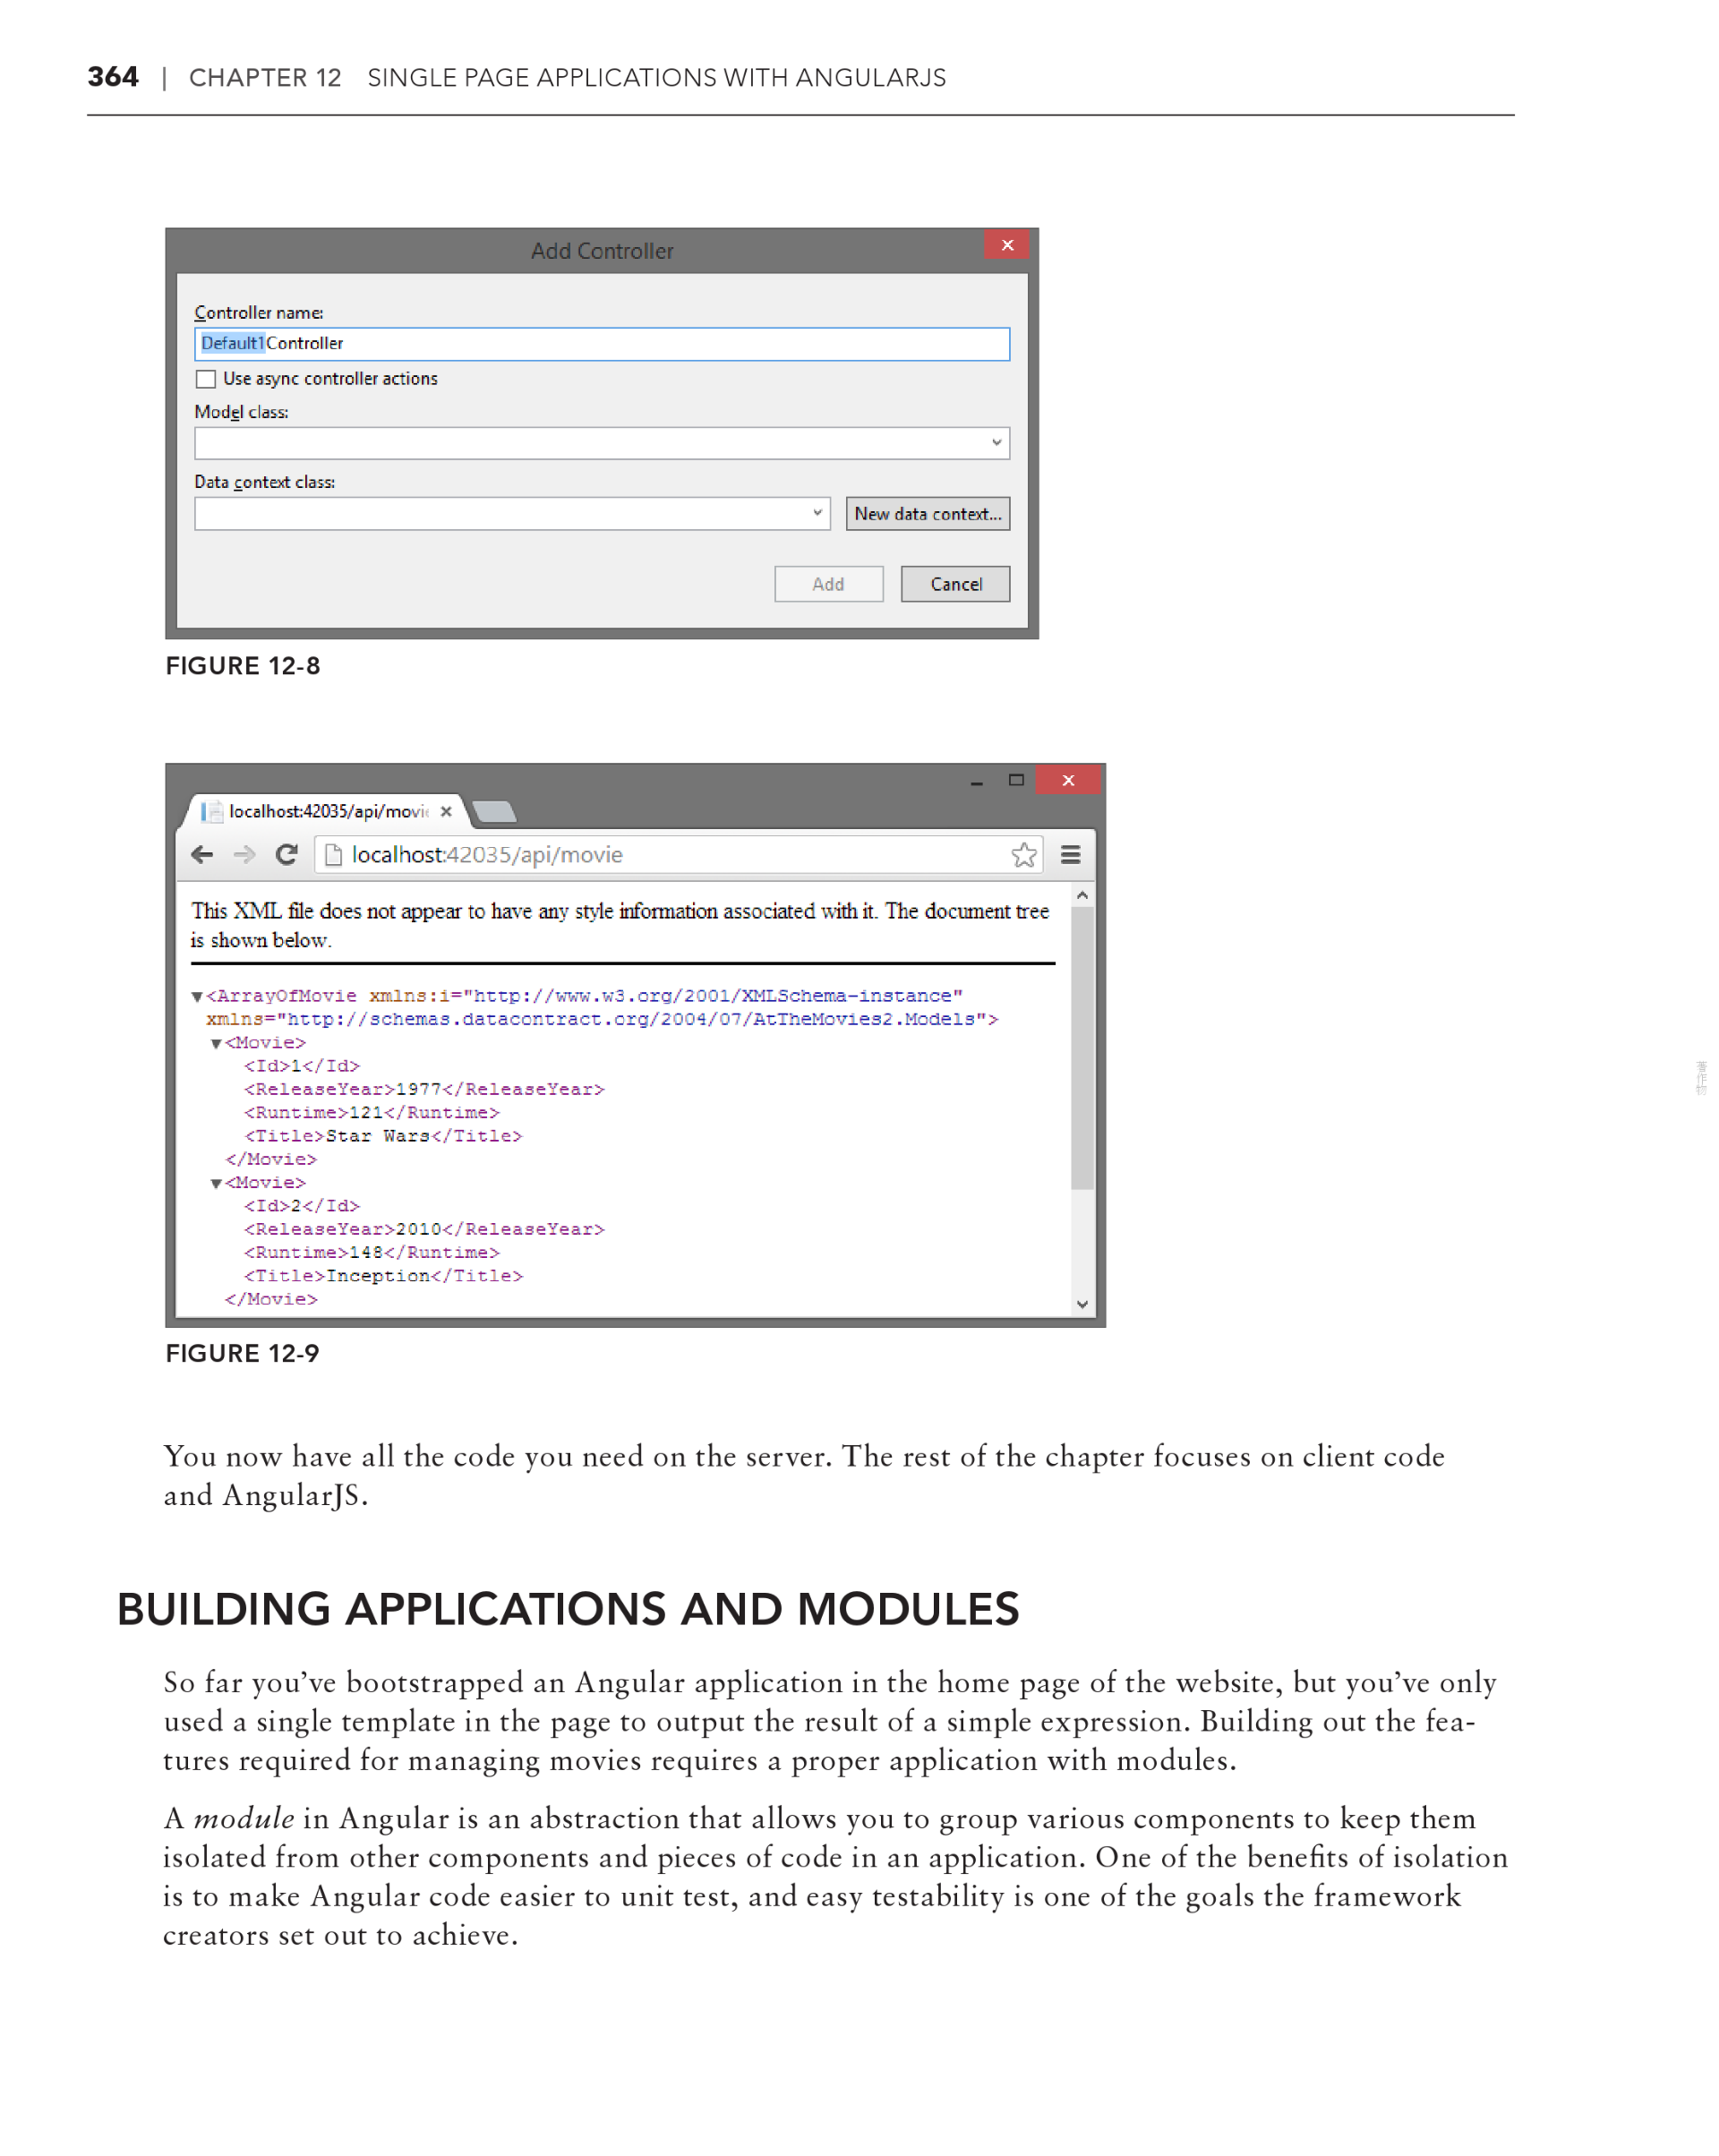 364 | CHAPTER 12 SINGLE PAGE APPLICATIONS WITH ANGULARJS
Add Controller
x
Controller name:
Default1Controller
Use async controller actions
Model class:
Data context class:
New data context...
Add
Cancel
FIGURE 12-8
localhost:42035/api/movie
localhost:42035/api/movie
This XML file does not appear to have any style information associated with it. The document tree
is shown below.
<ArrayOfMovie xmlns:i="http://www.w3.org/2001/XMLSchema-instance"
xmlns="http://schemas.datacontract.org/2004/07/AtTheMovies2.Models">
<Movie>
<Id>1</Id>
<ReleaseYear>1977</ReleaseYear>
<Runtime>121</Runtime>
<Title>Star Wars</Title>
</Movie>
<Movie>
<Id>2</Id>
<ReleaseYear>2010</ReleaseYear>
<Runtime>148</Runtime>
<Title>Inception</Title>
</Movie>
FIGURE 12-9
You now have all the code you need on the server. The rest of the chapter focuses on client code
and AngularJS.
BUILDING APPLICATIONS AND MODULES
So far you’ve bootstrapped an Angular application in the home page of the website, but you’ve only
used a single template in the page to output the result of a simple expression. Building out the fea-
tures required for managing movies requires a proper application with modules.
A module in Angular is an abstraction that allows you to group various components to keep them
isolated from other components and pieces of code in an application. One of the benefits of isolation
is to make Angular code easier to unit test, and easy testability is one of the goals the framework
creators set out to achieve.
著作物